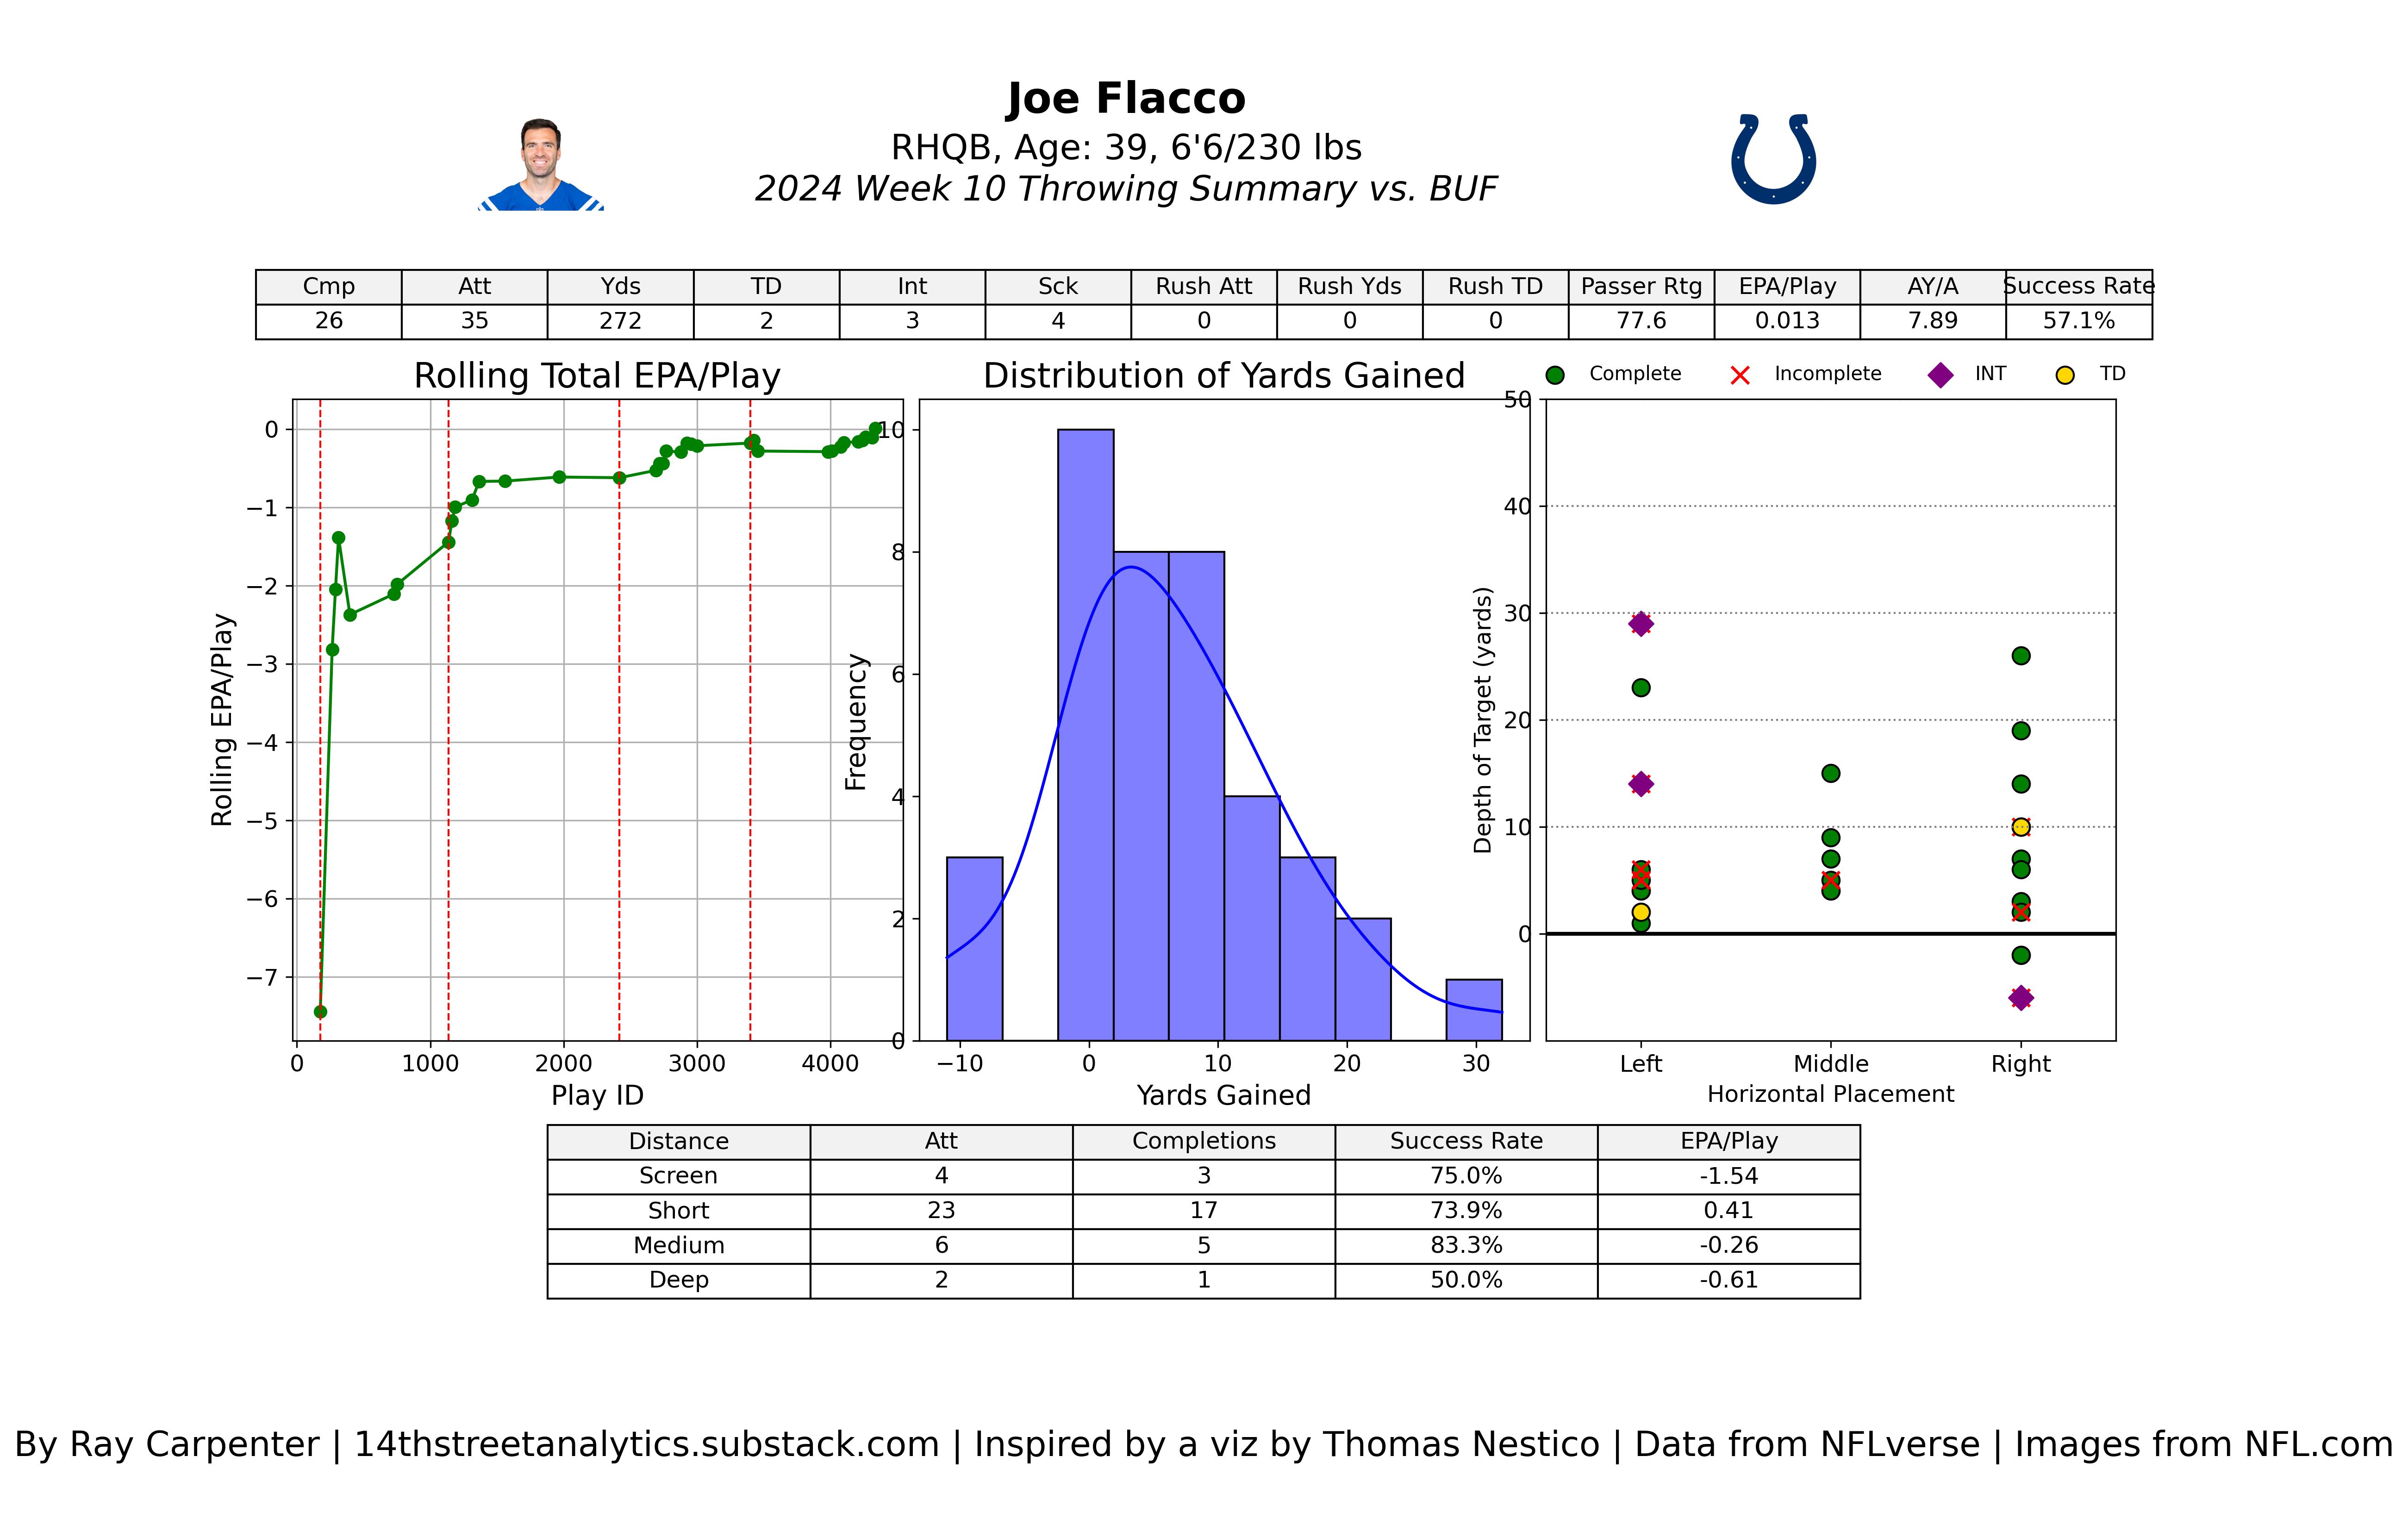 Joe Flacco
RHQB, Age: 39, 6'6/230 lbs
2024 Week 10 Throwing Summary vs. BUF
Cmp Att Yds TD Int Sck Rush Att Rush Yds Rush TD Passer Rtg EPA/Play AY/A Success Rate
26 35 272 2 3 4 0 0 0 77.6 0.013 7.89 57.1%
Rolling Total EPA/Play
0
−1
−2
−3
−4
−5
−6
−7
Rolling EPA/Play
0 1000 2000 3000 4000
Play ID
Distribution of Yards Gained
10
8
6
4
2
0
Frequency
−10 0 10 20 30
Yards Gained
Complete Incomplete INT TD
50
40
30
20
10
0
Depth of Target (yards)
Left Middle Right
Horizontal Placement
Distance Att Completions Success Rate EPA/Play
Screen 4 3 75.0% -1.54
Short 23 17 73.9% 0.41
Medium 6 5 83.3% -0.26
Deep 2 1 50.0% -0.61
By Ray Carpenter | 14thstreetanalytics.substack.com | Inspired by a viz by Thomas Nestico | Data from NFLverse | Images from NFL.com